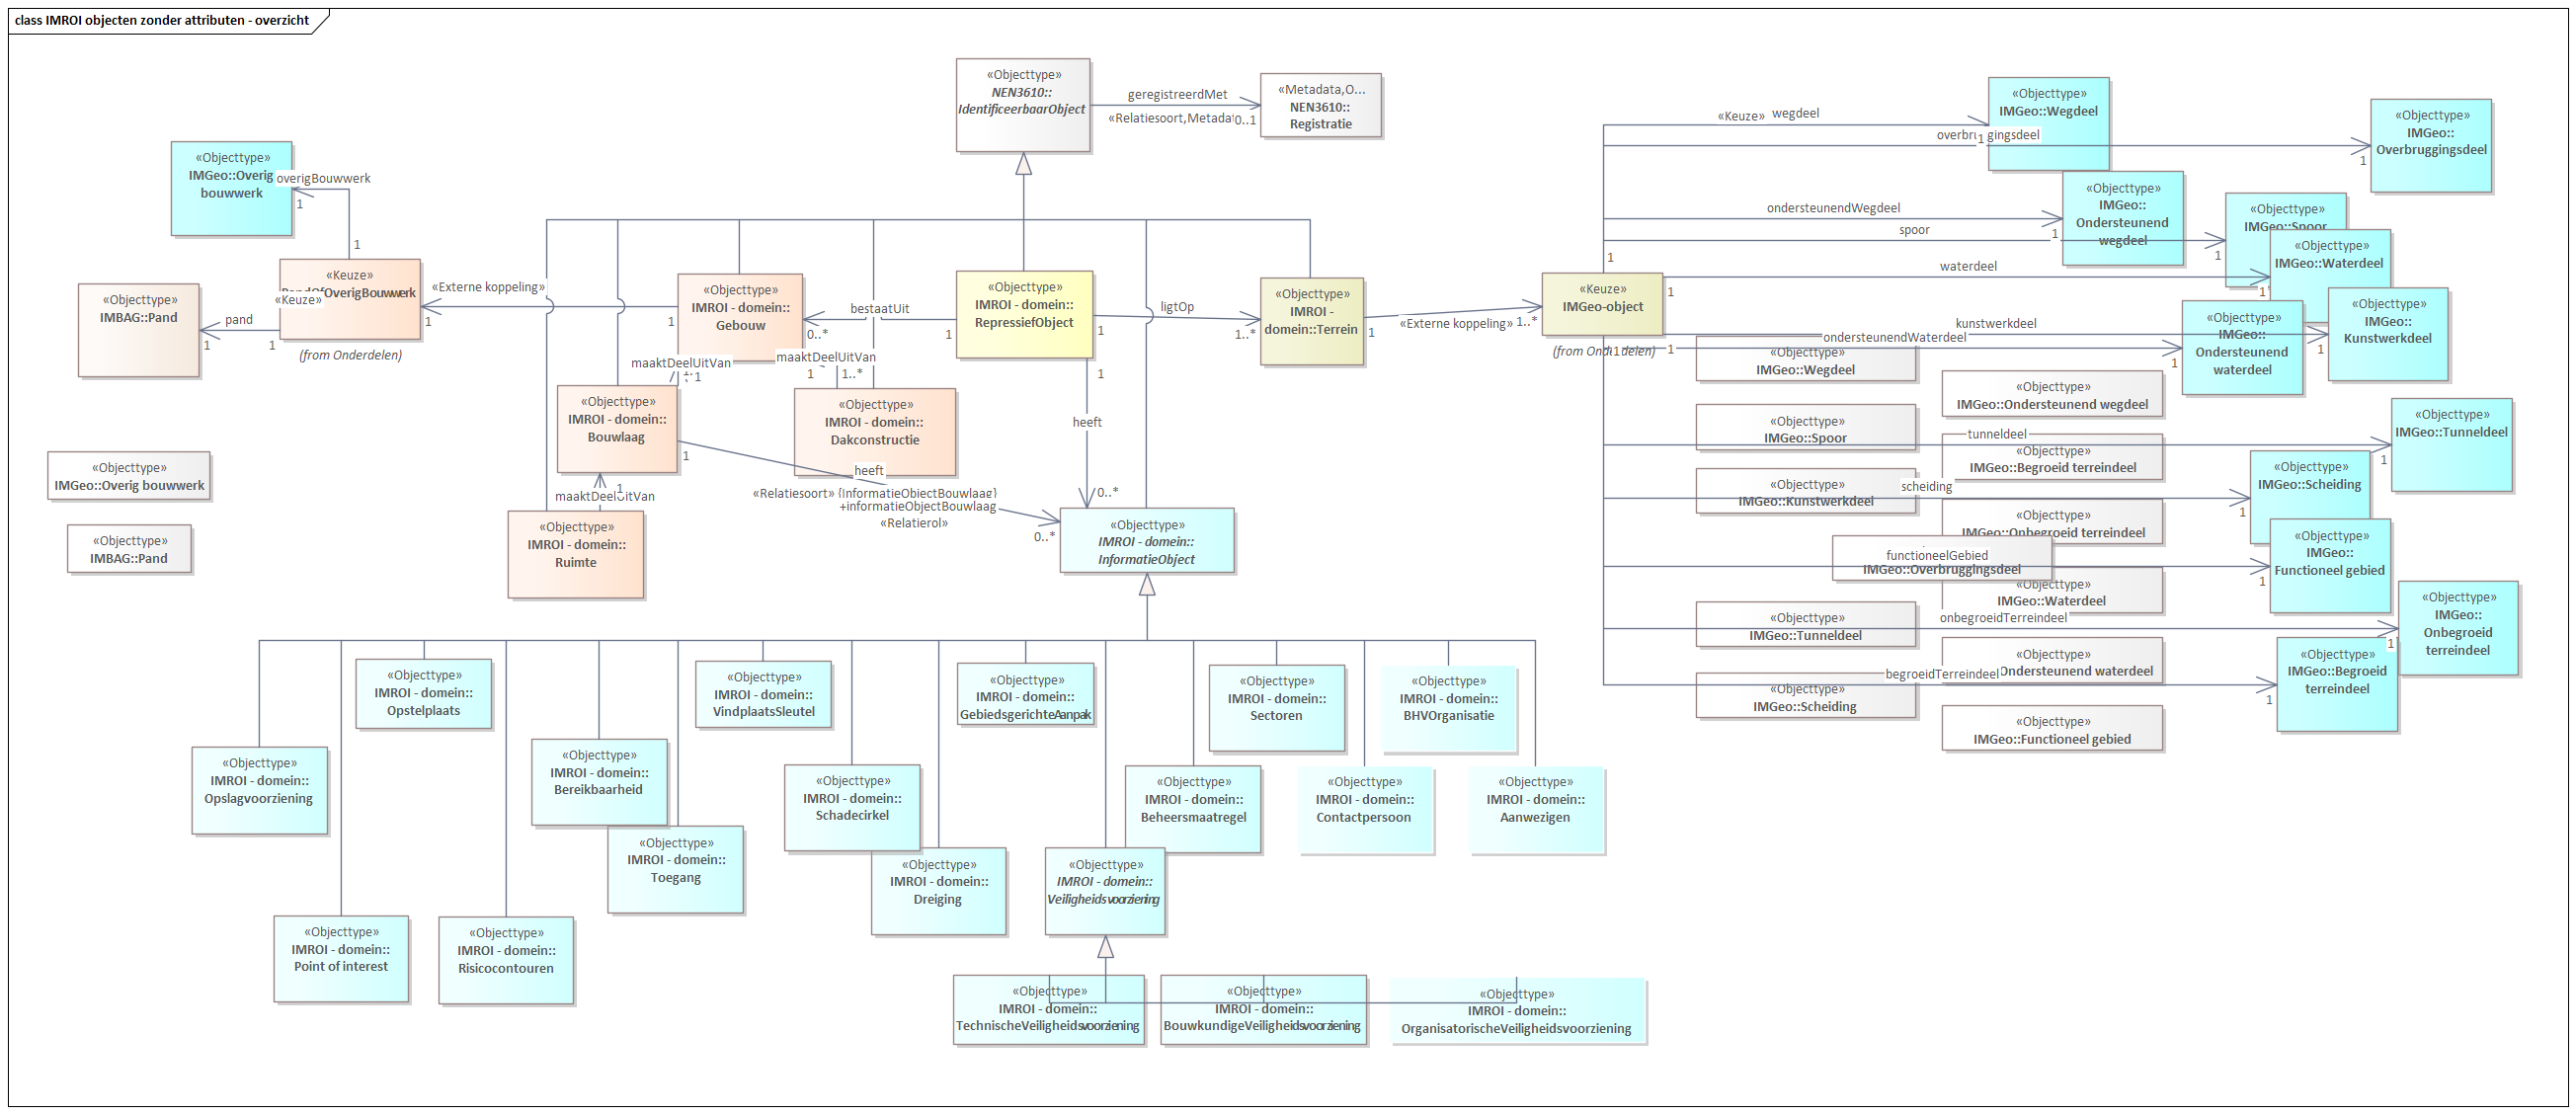 class IMROI objecten zonder attributen - overzicht
«Objecttype»
NEN3610::
IdentificeerbaarObject
geregistreerdMet
«Relatiesoort,Metadat
0..1
«Metadata,O...
NEN3610::
Registratie
«Objecttype»
IMGeo::Overig
bouwwerk
overigBouwwerk
1
1
«Keuze»
«Keuze»
(from Onderdelen)
«Objecttype»
IMBAG::Pand
pand
1
1
«Externe koppeling»
1
1
«Objecttype»
IMROI - domein::
Gebouw
bestaatUit
0..*
1
«Objecttype»
IMROI - domein::
RepressiefObject
1
ligtOp
1..*
«Objecttype»
IMROI -
domein::Terrein
1
«Externe koppeling»
1..*
«Keuze»
IMGeo-object
1
maaktDeelUitVan
1
maaktDeelUitVan
1
1..*
1
heeft
0..*
«Objecttype»
IMROI - domein::
Bouwlaag
1
«Objecttype»
IMROI - domein::
Dakconstructie
heeft
«Relatiesoort» {InformatieObjectBouwlaag}
+informatieObjectBouwlaag
«Relatierol»
0..*
maaktDeelUitVan
1
«Objecttype»
IMROI - domein::
Ruimte
«Objecttype»
IMROI - domein::
InformatieObject
«Objecttype»
IMGeo::Overig bouwwerk
«Objecttype»
IMBAG::Pand
«Keuze» wegdeel
1
«Objecttype»
IMGeo::Wegdeel
overbruggingsdeel
1
«Objecttype»
IMGeo::
Overbruggingsdeel
ondersteunendWegdeel
1
«Objecttype»
IMGeo::
Ondersteunend
wegdeel
spoor
1
«Objecttype»
IMGeo::Spoor
waterdeel
1
1
«Objecttype»
IMGeo::Waterdeel
kunstwerkdeel
1
«Objecttype»
IMGeo::
Kunstwerkdeel
ondersteunendWaterdeel
1
1
1
«Objecttype»
IMGeo::
Ondersteunend
waterdeel
«Objecttype»
IMGeo::Wegdeel
«Objecttype»
IMGeo::Ondersteunend wegdeel
«Objecttype»
IMGeo::Spoor
tunneldeel
1
«Objecttype»
IMGeo::Tunneldeel
«Objecttype»
IMGeo::Begroeid terreindeel
«Objecttype»
IMGeo::Kunstwerkdeel
scheiding
1
«Objecttype»
IMGeo::Scheiding
«Objecttype»
IMGeo::Onbegroeid terreindeel
functioneelGebied
IMGeo::Overbruggingsdeel
1
«Objecttype»
IMGeo::
Functioneel gebied
«Objecttype»
IMGeo::Waterdeel
«Objecttype»
IMGeo::Tunneldeel
onbegroeidTerreindeel
1
«Objecttype»
IMGeo::
Onbegroeid
terreindeel
«Objecttype»
Ondersteunend waterdeel
begroeidTerreindeel
1
«Objecttype»
IMGeo::Begroeid
terreindeel
«Objecttype»
IMGeo::Scheiding
«Objecttype»
IMGeo::Functioneel gebied
«Objecttype»
IMROI - domein::
Opstelplaats
«Objecttype»
IMROI - domein::
VindplaatsSleutel
«Objecttype»
IMROI - domein::
GebiedsgerichteAanpak
«Objecttype»
IMROI - domein::
Sectoren
«Objecttype»
IMROI - domein::
BHVOrganisatie
«Objecttype»
IMROI - domein::
Opslagvoorziening
«Objecttype»
IMROI - domein::
Bereikbaarheid
«Objecttype»
IMROI - domein::
Schadecirkel
«Objecttype»
IMROI - domein::
Beheersmaatregel
«Objecttype»
IMROI - domein::
Contactpersoon
«Objecttype»
IMROI - domein::
Aanwezigen
«Objecttype»
IMROI - domein::
Toegang
«Objecttype»
IMROI - domein::
Dreiging
«Objecttype»
IMROI - domein::
Veiligheidsvoorziening
«Objecttype»
IMROI - domein::
Point of interest
«Objecttype»
IMROI - domein::
Risicocontouren
«Objecttype»
IMROI - domein::
TechnischeVeiligheidsvoorziening
«Objecttype»
IMROI - domein::
BouwkundigeVeiligheidsvoorziening
«Objecttype»
IMROI - domein::
OrganisatorischeVeiligheidsvoorziening